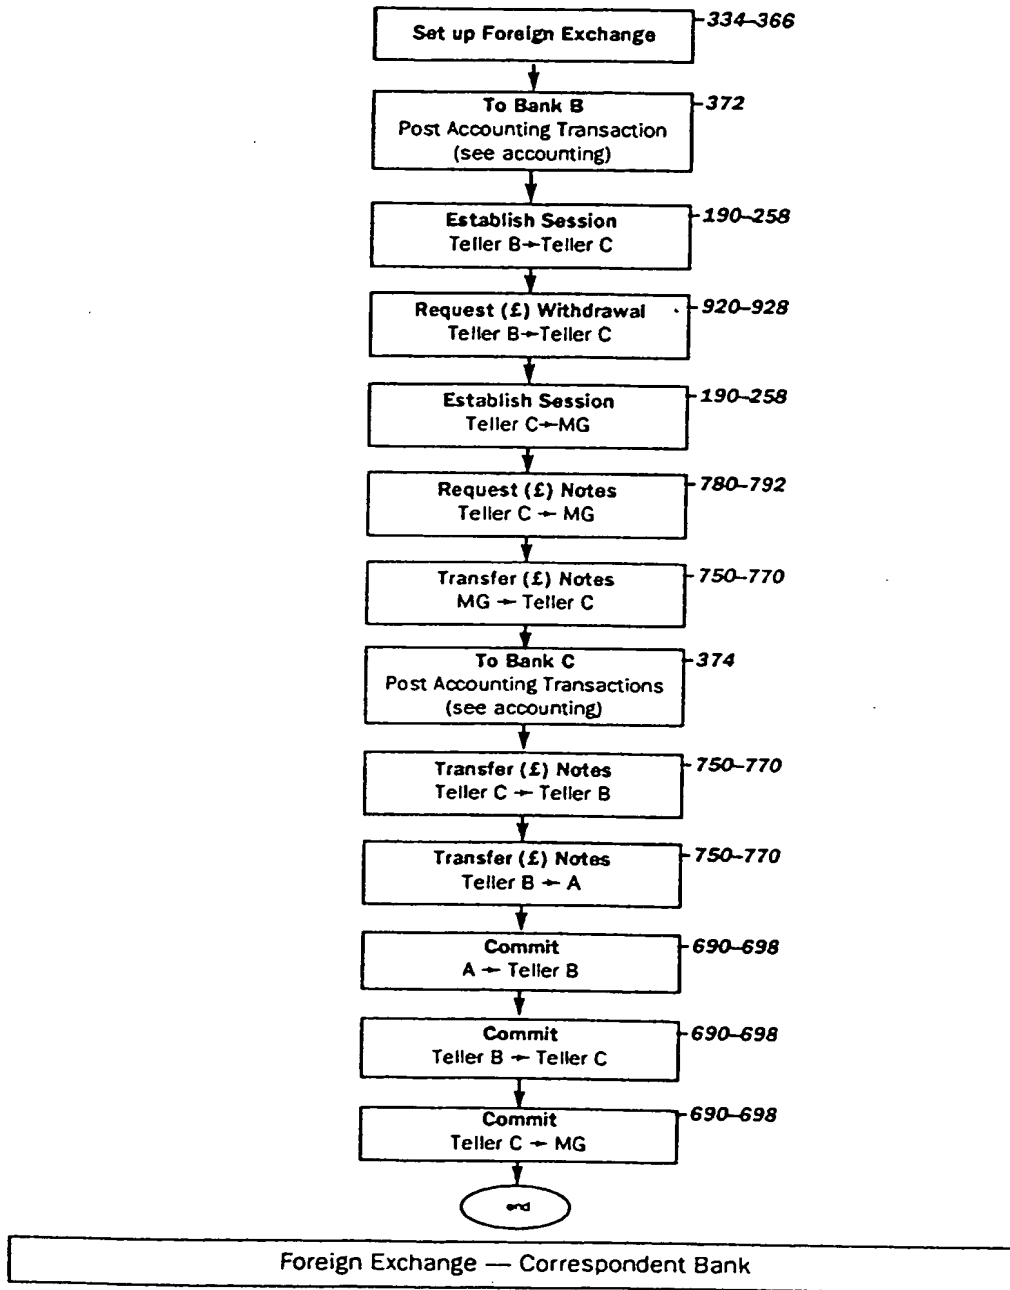 Set up Foreign Exchange
334–366
To Bank B
Post Accounting Transaction
(see accounting)
372
Establish Session
Teller B→Teller C
190–258
Request (£) Withdrawal
Teller B→Teller C
920–928
Establish Session
Teller C→MG
190–258
Request (£) Notes
Teller C → MG
780–792
Transfer (£) Notes
MG → Teller C
750–770
To Bank C
Post Accounting Transactions
(see accounting)
374
Transfer (£) Notes
Teller C → Teller B
750–770
Transfer (£) Notes
Teller B → A
750–770
Commit
A → Teller B
690–698
Commit
Teller B → Teller C
690–698
Commit
Teller C → MG
690–698
end
Foreign Exchange — Correspondent Bank